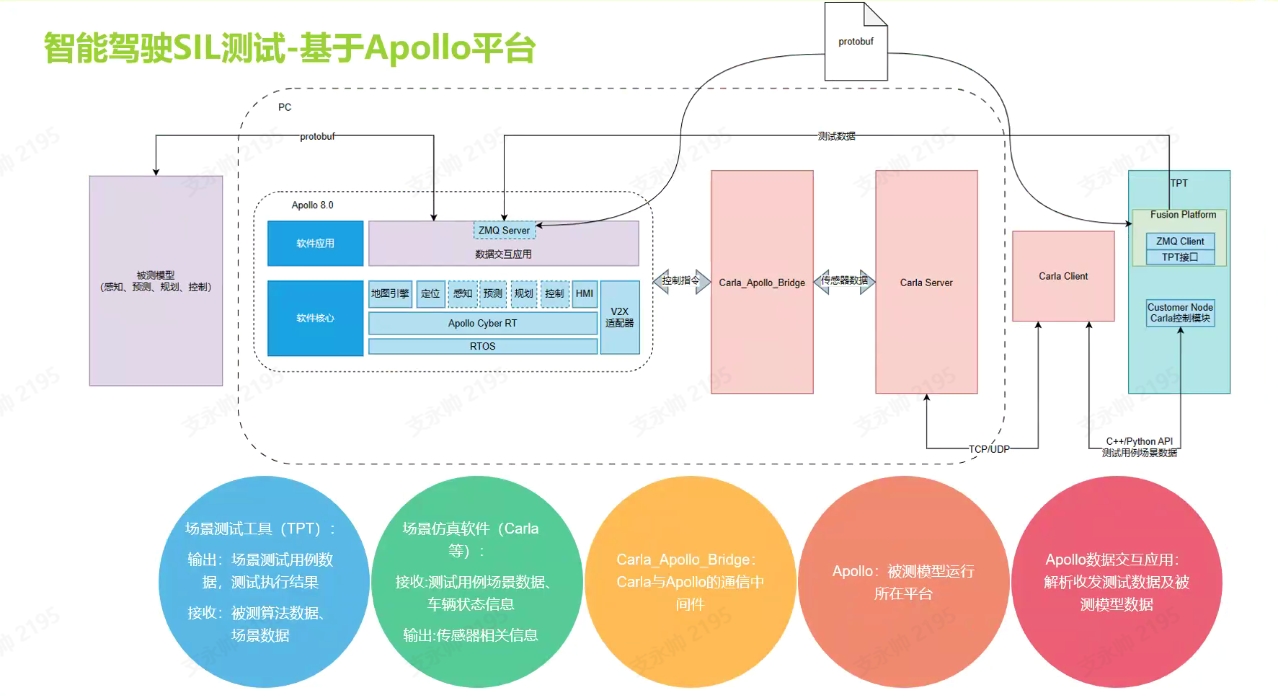 智能驾驶SIL测试-基于Apollo平台
protobuf
PC
protobuf
测试数据
TPT
Fusion Platform
ZMQ Client
TPT接口
Customer Node
Carla控制模块
Apollo 8.0
软件应用
ZMQ Server
数据交互应用
被测模型
(感知、预测、规划、控制)
软件核心
地图引擎
定位
感知
预测
规划
控制
HMI
V2X
适配器
Apollo Cyber RT
RTOS
控制指令
Carla_Apollo_Bridge
传感器数据
Carla Server
Carla Client
TCP/UDP
C++/Python API
测试用例场景数据
场景测试工具（TPT）:
输出：场景测试用例数
据，测试执行结果
接收：被测算法数据、
场景数据
场景仿真软件（Carla
等）:
接收:测试用例场景数据、
车辆状态信息
输出:传感器相关信息
Carla_Apollo_Bridge:
Carla与Apollo的通信中
间件
Apollo：被测模型运行
所在平台
Apollo数据交互应用:
解析收发测试数据及被
测模型数据
支永帅 2195